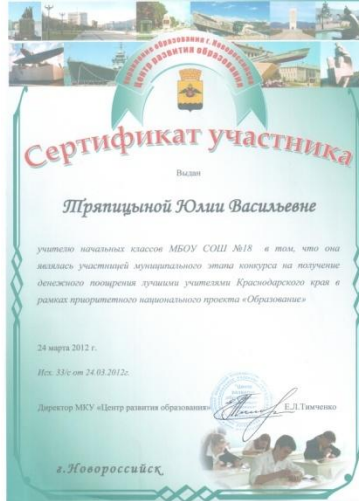 Управление образования г. Новороссийска
Центр развития образования
Сертификат участника
Выдан
Тряпицыной Юлии Васильевне
учителю начальных классов МБОУ СОШ №18 в том, что она
являлась участницей муниципального этапа конкурса на получение
денежного поощрения лучшими учителями Краснодарского края в
рамках приоритетного национального проекта «Образование»
24 марта 2012 г.
Исх. 33/с от 24.03.2012г.
Директор МКУ «Центр развития образования» Е.Л.Тимченко
г.Новороссийск